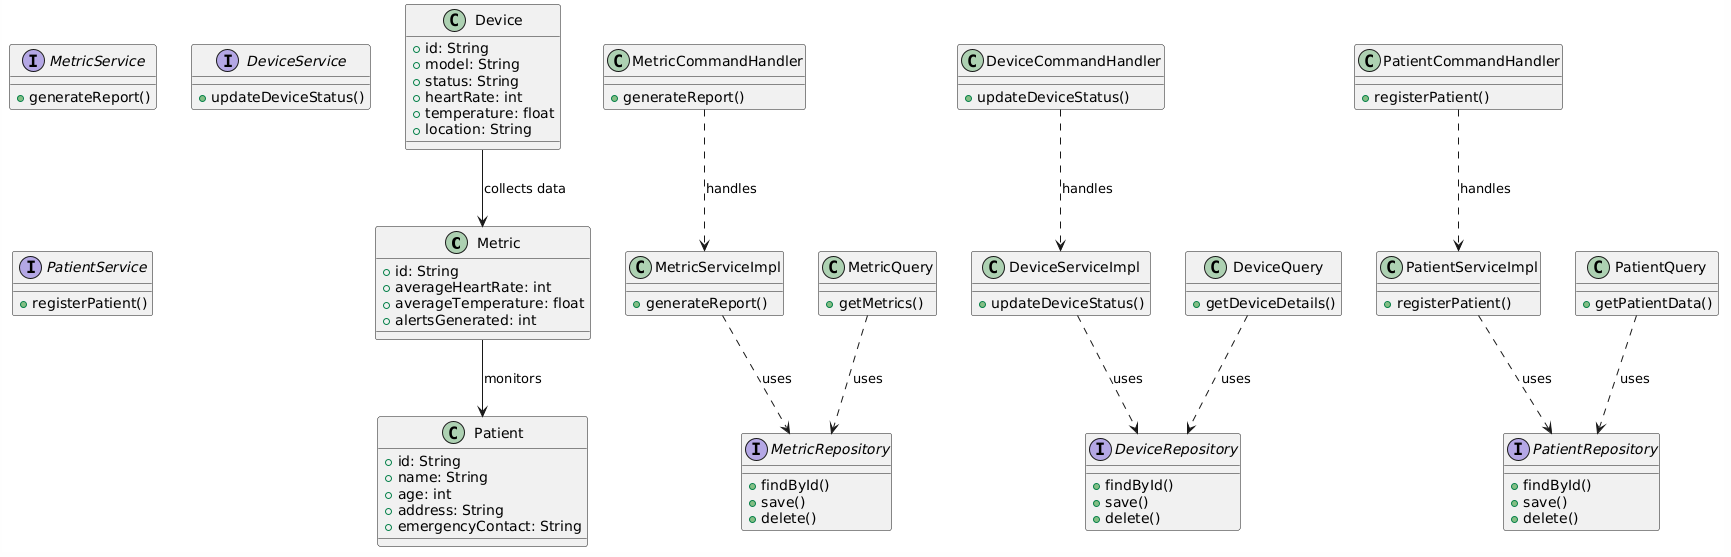 I MetricService
+ generateReport()
I DeviceService
+ updateDeviceStatus()
C Device
id: String
model: String
status: String
heartRate: int
temperature: float
location: String
C MetricCommandHandler
generateReport()
C DeviceCommandHandler
updateDeviceStatus()
C PatientCommandHandler
registerPatient()
collects data
handles
handles
handles
I PatientService
registerPatient()
C Metric
id: String
averageHeartRate: int
averageTemperature: float
alertsGenerated: int
C MetricServiceImpl
generateReport()
C MetricQuery
getMetrics()
C DeviceServiceImpl
updateDeviceStatus()
C DeviceQuery
getDeviceDetails()
C PatientServiceImpl
registerPatient()
C PatientQuery
getPatientData()
monitors
uses
uses
uses
uses
uses
uses
C Patient
id: String
name: String
age: int
address: String
emergencyContact: String
I MetricRepository
findById()
save()
delete()
I DeviceRepository
findById()
save()
delete()
I PatientRepository
findById()
save()
delete()